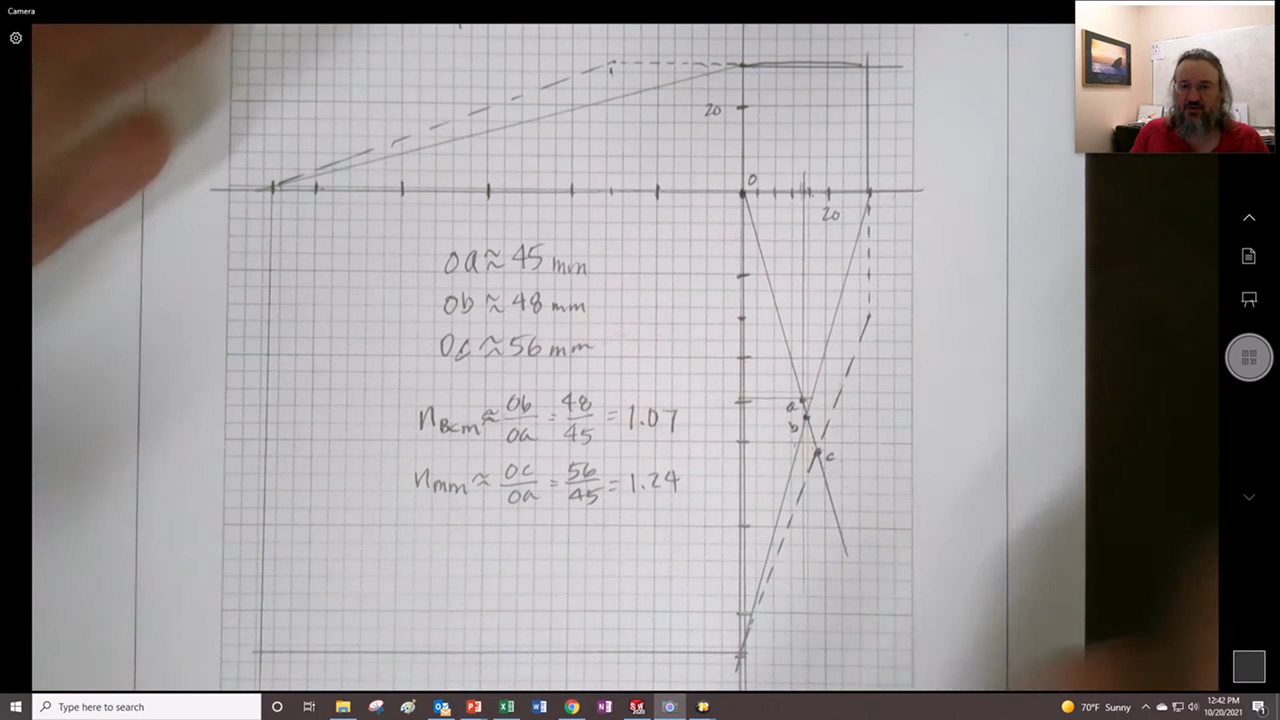 Camera
20
0
20
0a ≈ 45 mm
0b ≈ 48 mm
0c ≈ 56 mm
n_Bcm ≈ 0b/0a = 48/45 = 1.07
n_mm ≈ 0c/0a = 56/45 = 1.24
a
b
c
Type here to search
70°F Sunny
12:42 PM
10/20/2021